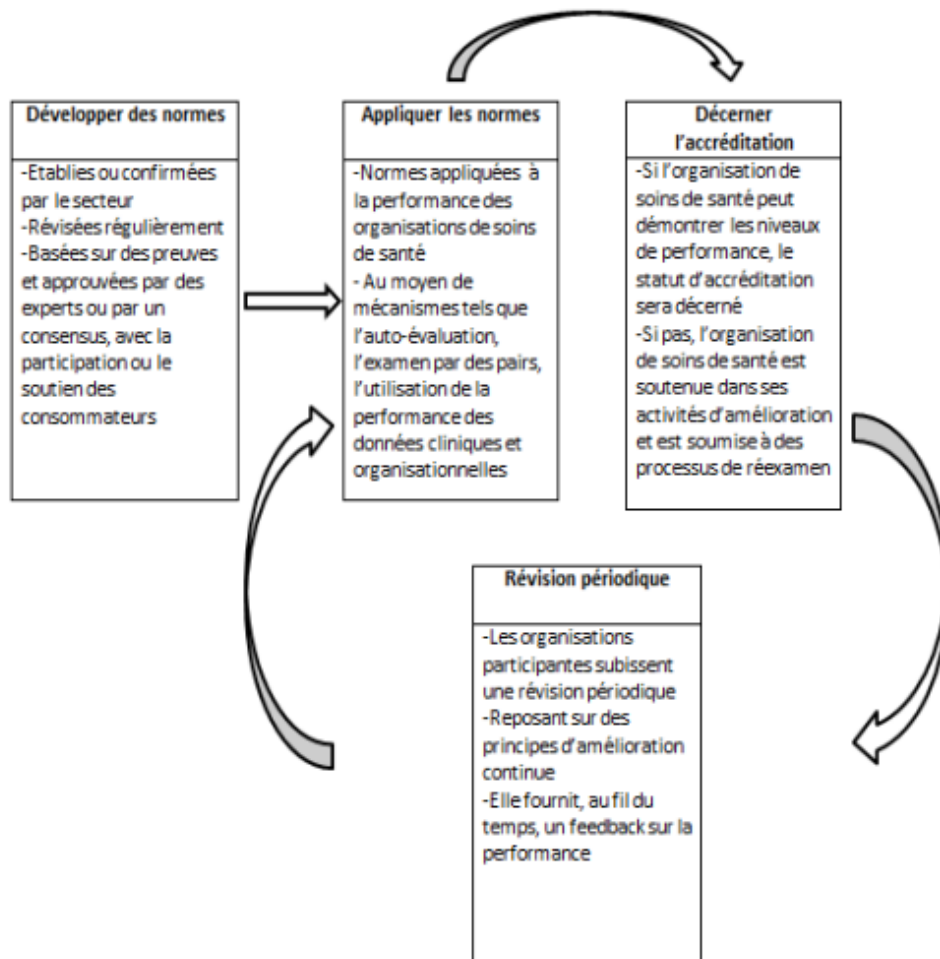 Développer des normes
-Etablies ou confirmées
par le secteur
-Révisées régulièrement
-Basées sur des preuves
et approuvées par des
experts ou par un
consensus, avec la
participation ou le
soutien des
consommateurs
Appliquer les normes
-Normes appliquées à
la performance des
organisations de soins
de santé
- Au moyen de
mécanismes tels que
l'auto-évaluation,
l'examen par des pairs,
l'utilisation de la
performance des
données cliniques et
organisationnelles
Décerner
l'accréditation
-Si l'organisation de
soins de santé peut
démontrer les niveaux
de performance, le
statut d'accréditation
sera décerné
-Si pas, l'organisation
de soins de santé est
soutenue dans ses
activités d'amélioration
et est soumise à des
processus de réexamen
Révision périodique
-Les organisations
participantes subissent
une révision périodique
-Reposant sur des
principes d'amélioration
continue
-Elle fournit, au fil du
temps, un feedback sur la
performance